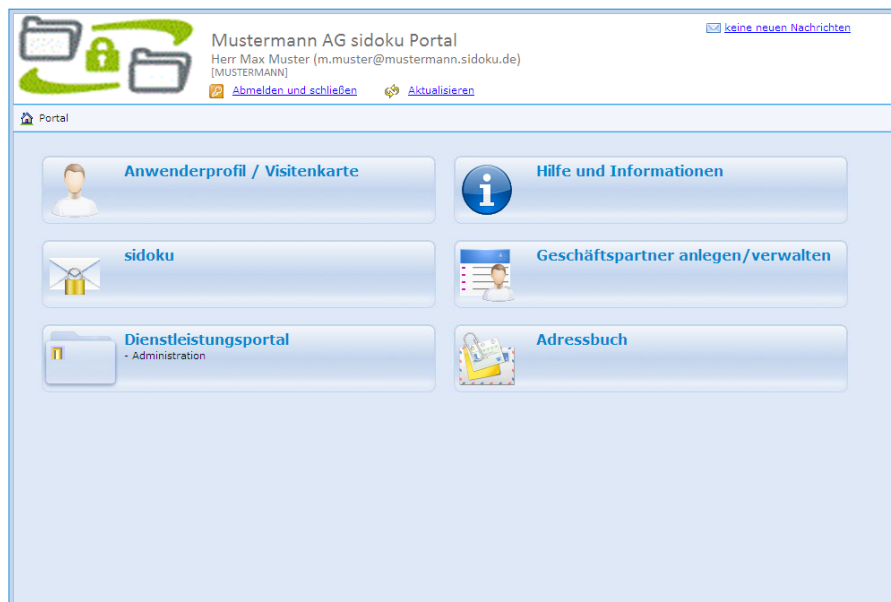 Mustermann AG sidoku Portal
keine neuen Nachrichten
Herr Max Muster (m.muster@mustermann.sidoku.de)
[MUSTERMANN]
Abmelden und schließen Aktualisieren
Portal
Anwenderprofil / Visitenkarte
Hilfe und Informationen
sidoku
Geschäftspartner anlegen/verwalten
Dienstleistungsportal
- Administration
Adressbuch